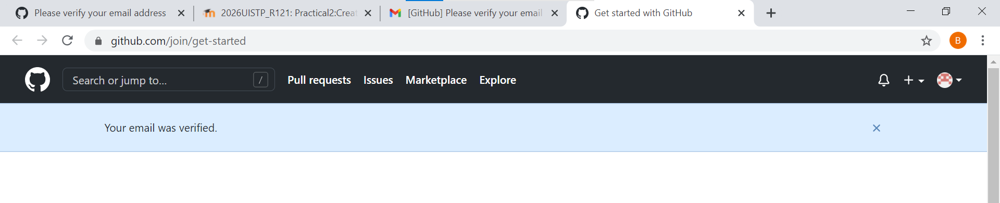 Please verify your email address
2026UISTP_R121: Practical2:Creat
[GitHub] Please verify your email
Get started with GitHub
github.com/join/get-started
B
Search or jump to...
/
Pull requests
Issues
Marketplace
Explore
Your email was verified.